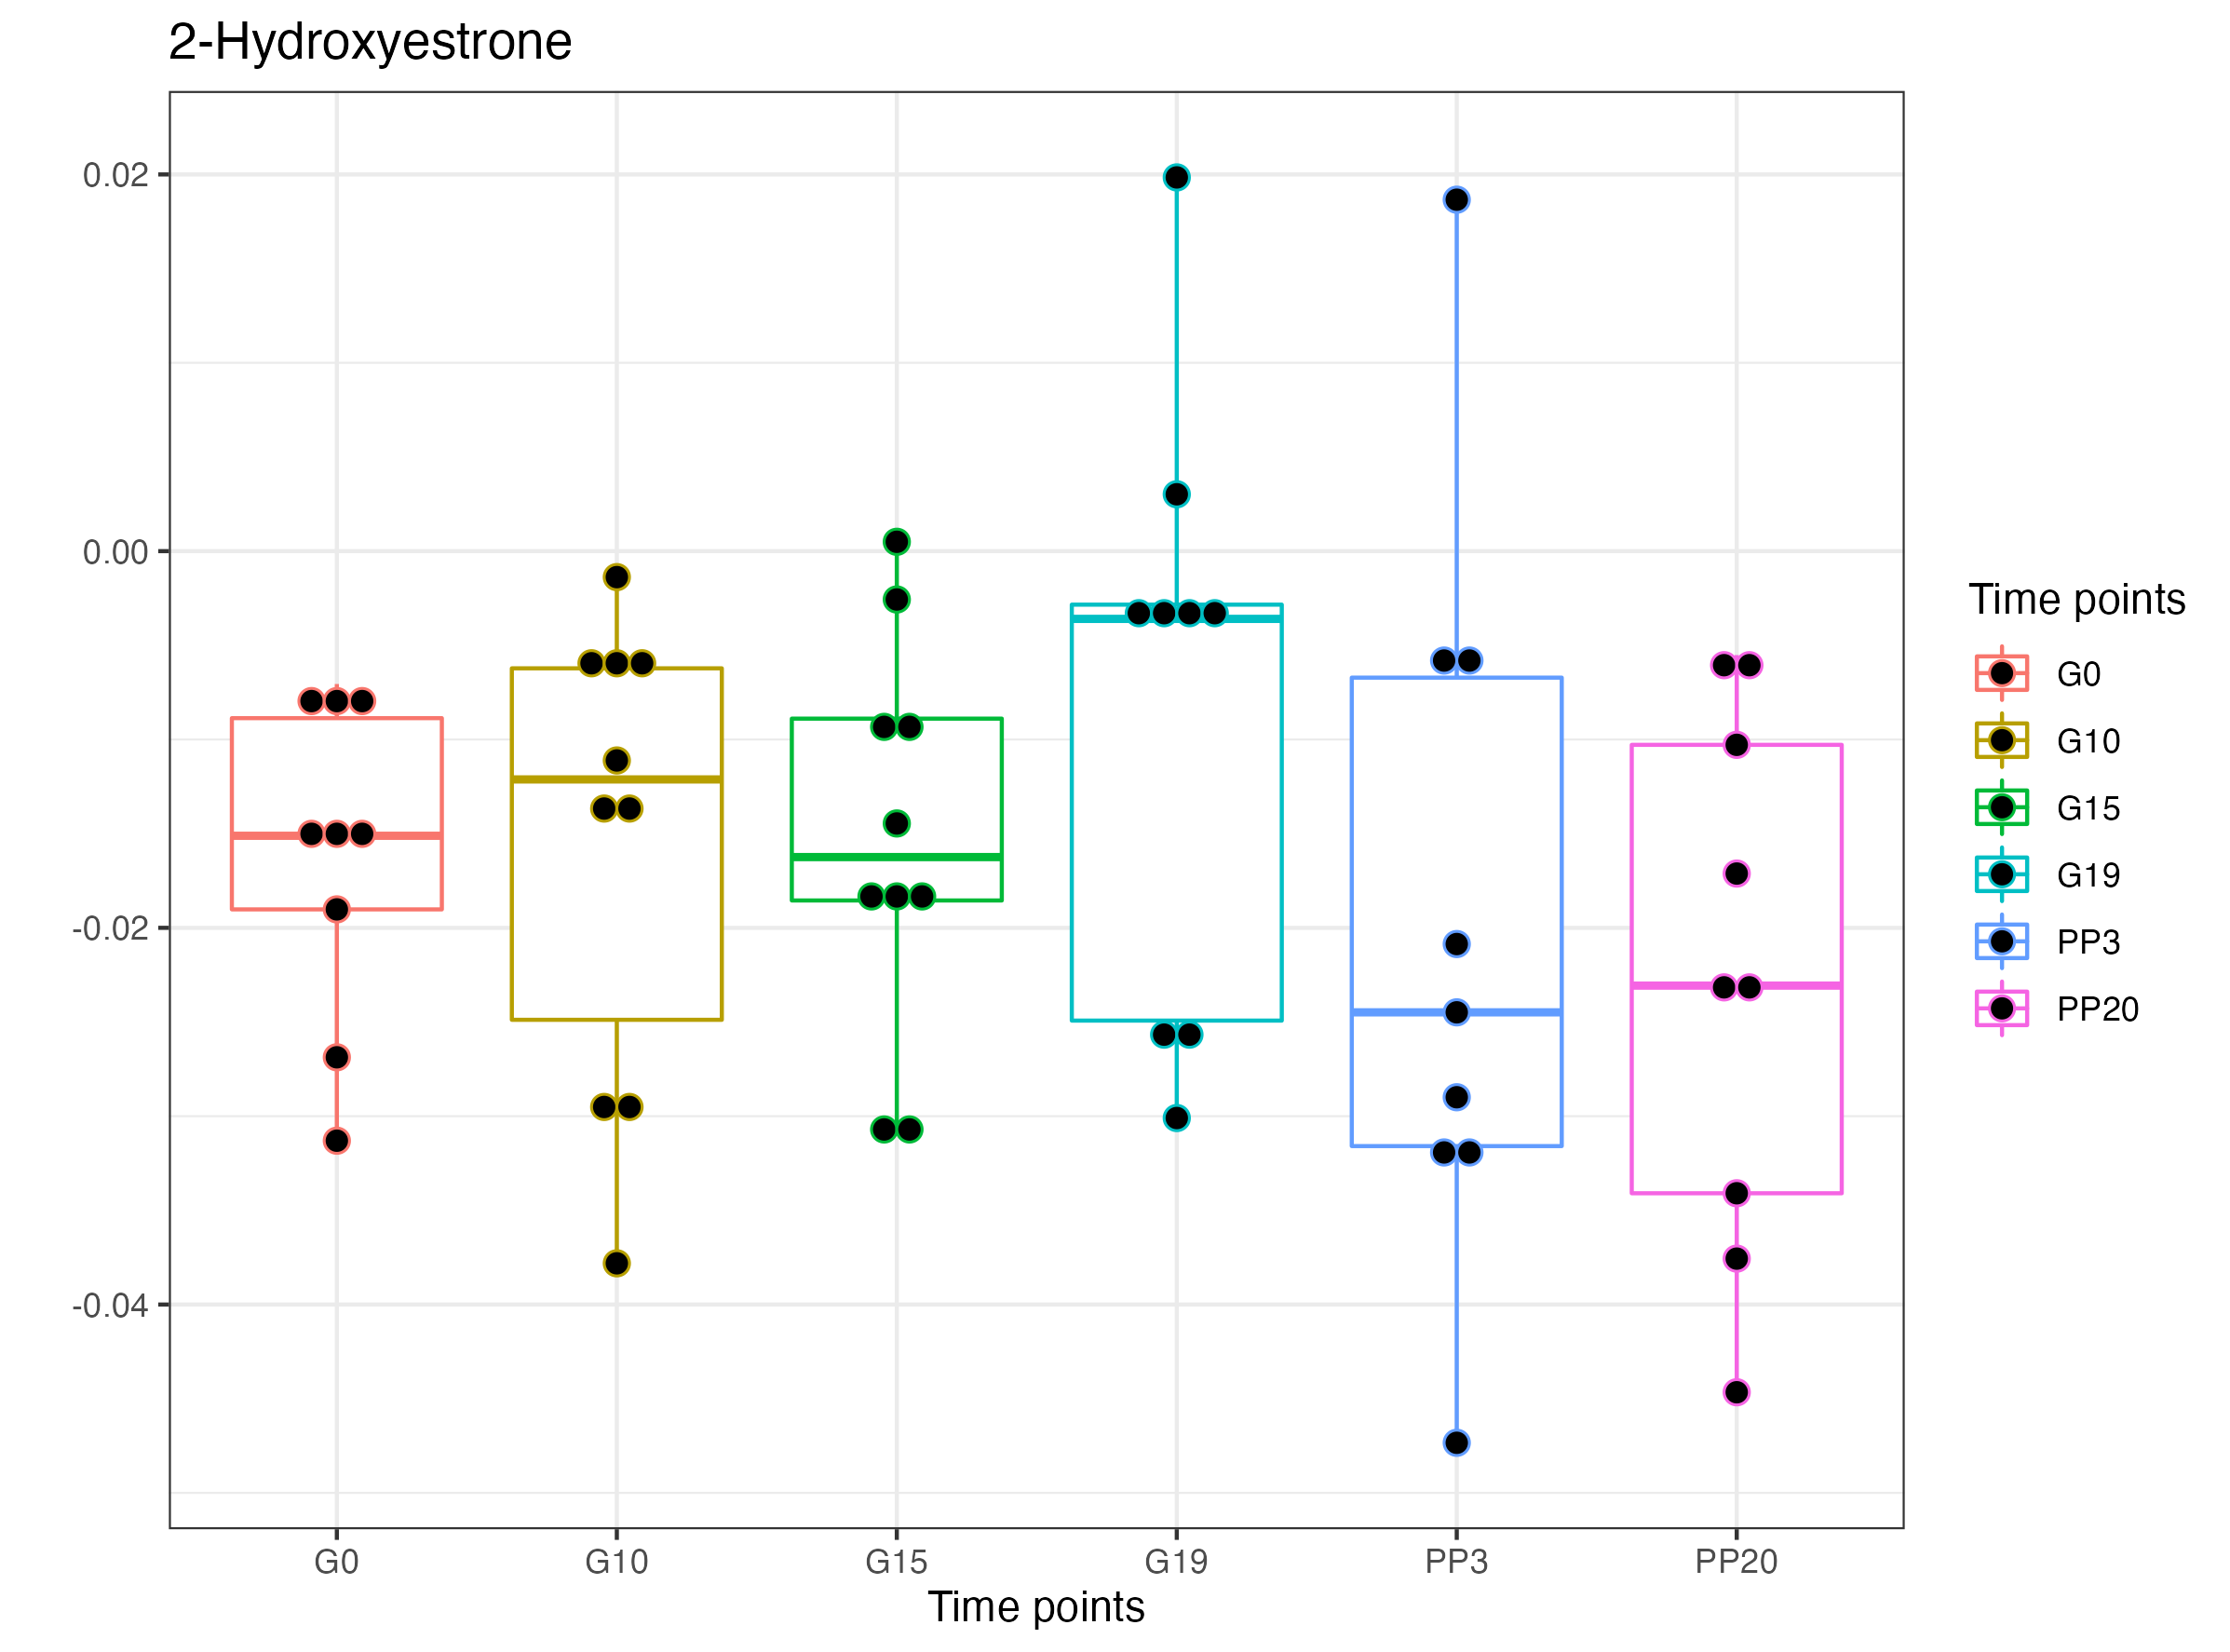 2-Hydroxyestrone
0.02
0.00
-0.02
-0.04
G0 G10 G15 G19 PP3 PP20
Time points
Time points
G0
G10
G15
G19
PP3
PP20